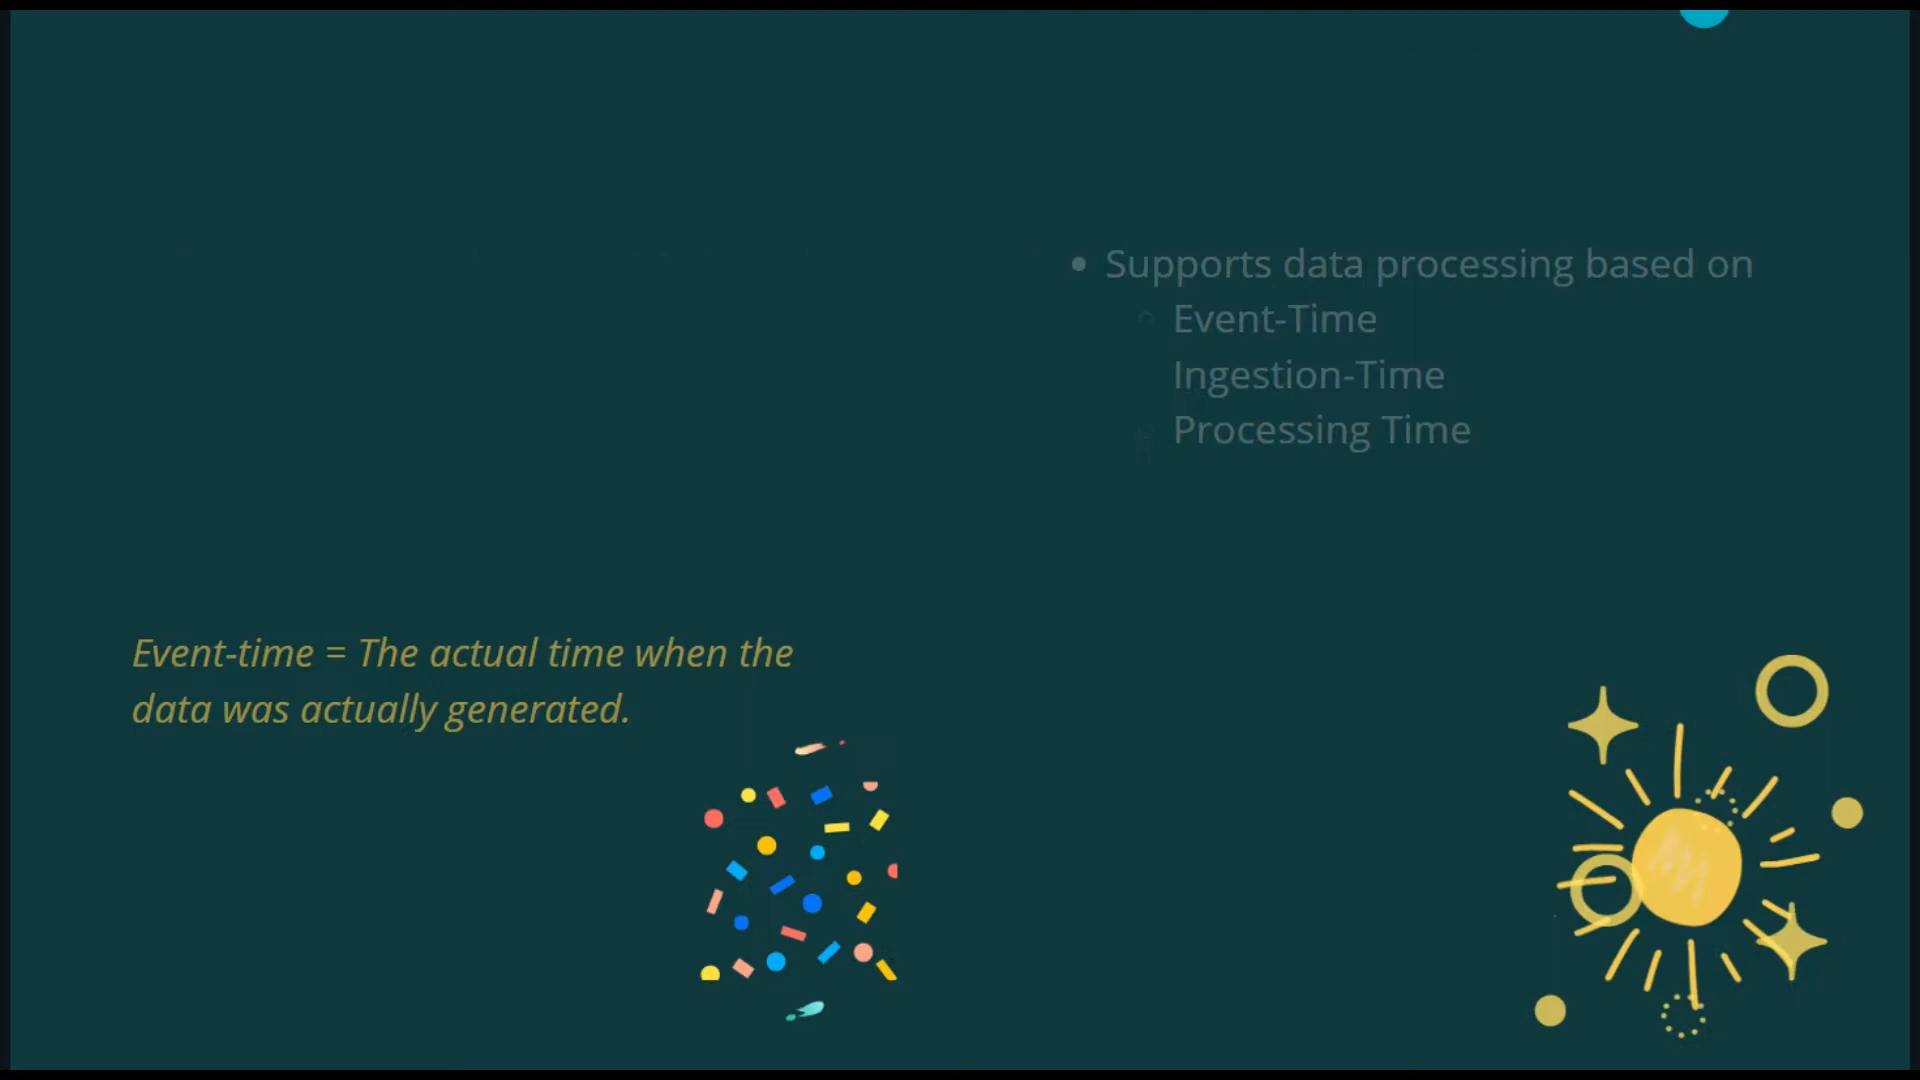 Supports data processing based on
Event-Time
Ingestion-Time
Processing Time
Event-time = The actual time when the
data was actually generated.